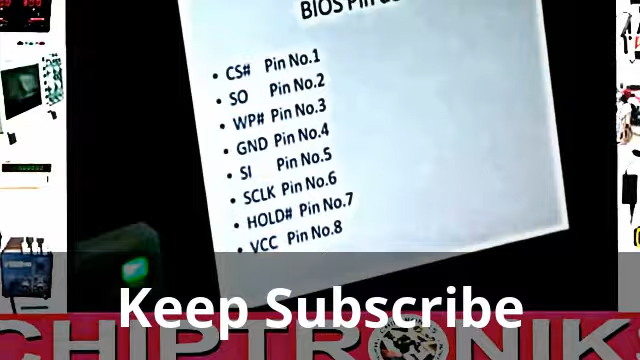 BIOS Pin
• CS# Pin No.1
• SO Pin No.2
• WP# Pin No.3
• GND Pin No.4
• SI Pin No.5
• SCLK Pin No.6
• HOLD# Pin No.7
• VCC Pin No.8
Keep Subscribe
CHIPTRONIK